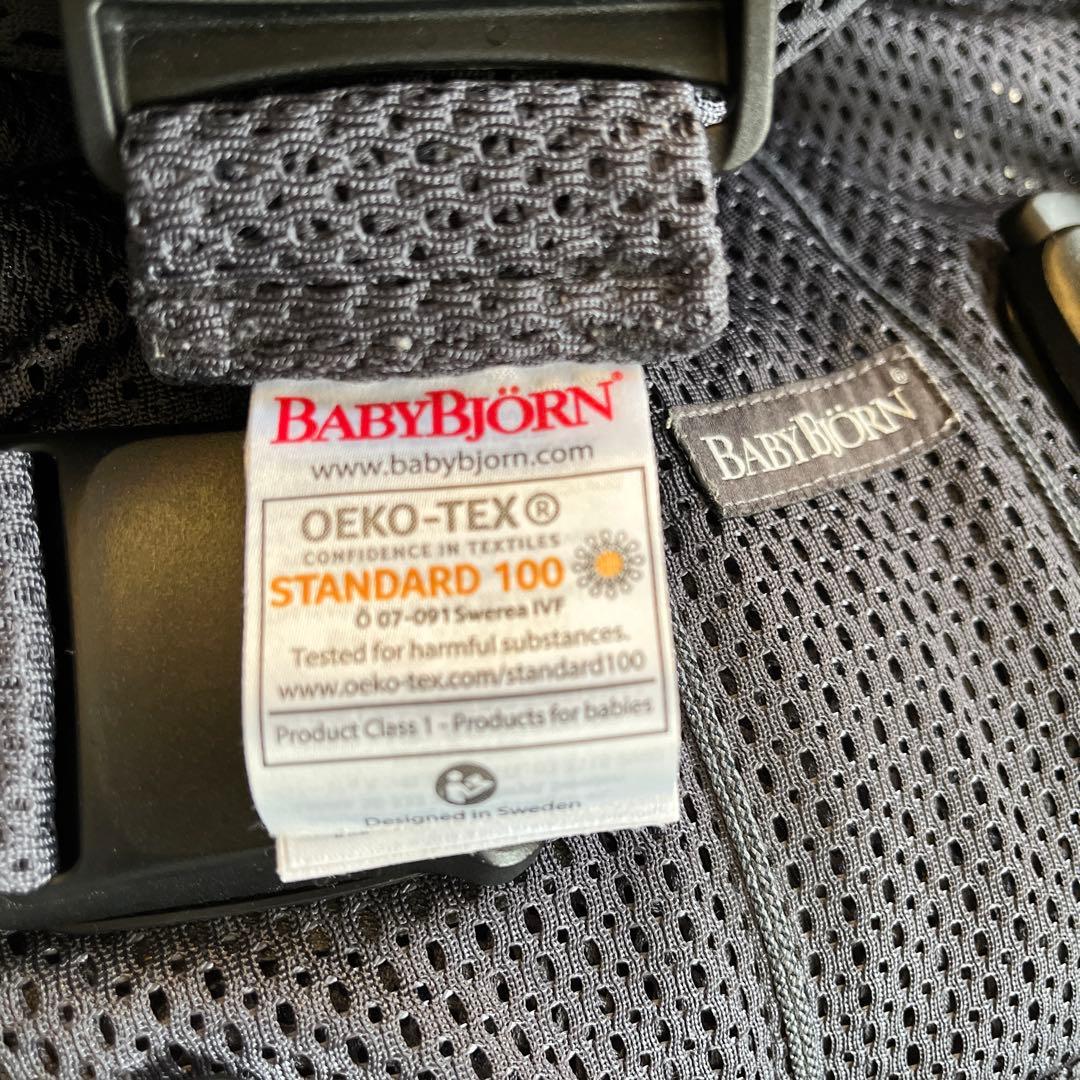 BABYBJÖRN®
www.babybjorn.com
OEKO-TEX®
CONFIDENCE IN TEXTILES
STANDARD 100
Ö 07-091 Swerea IVF
Tested for harmful substances.
www.oeko-tex.com/standard100
Product Class 1 - Products for babies
Designed in Sweden
BABYBJÖRN®